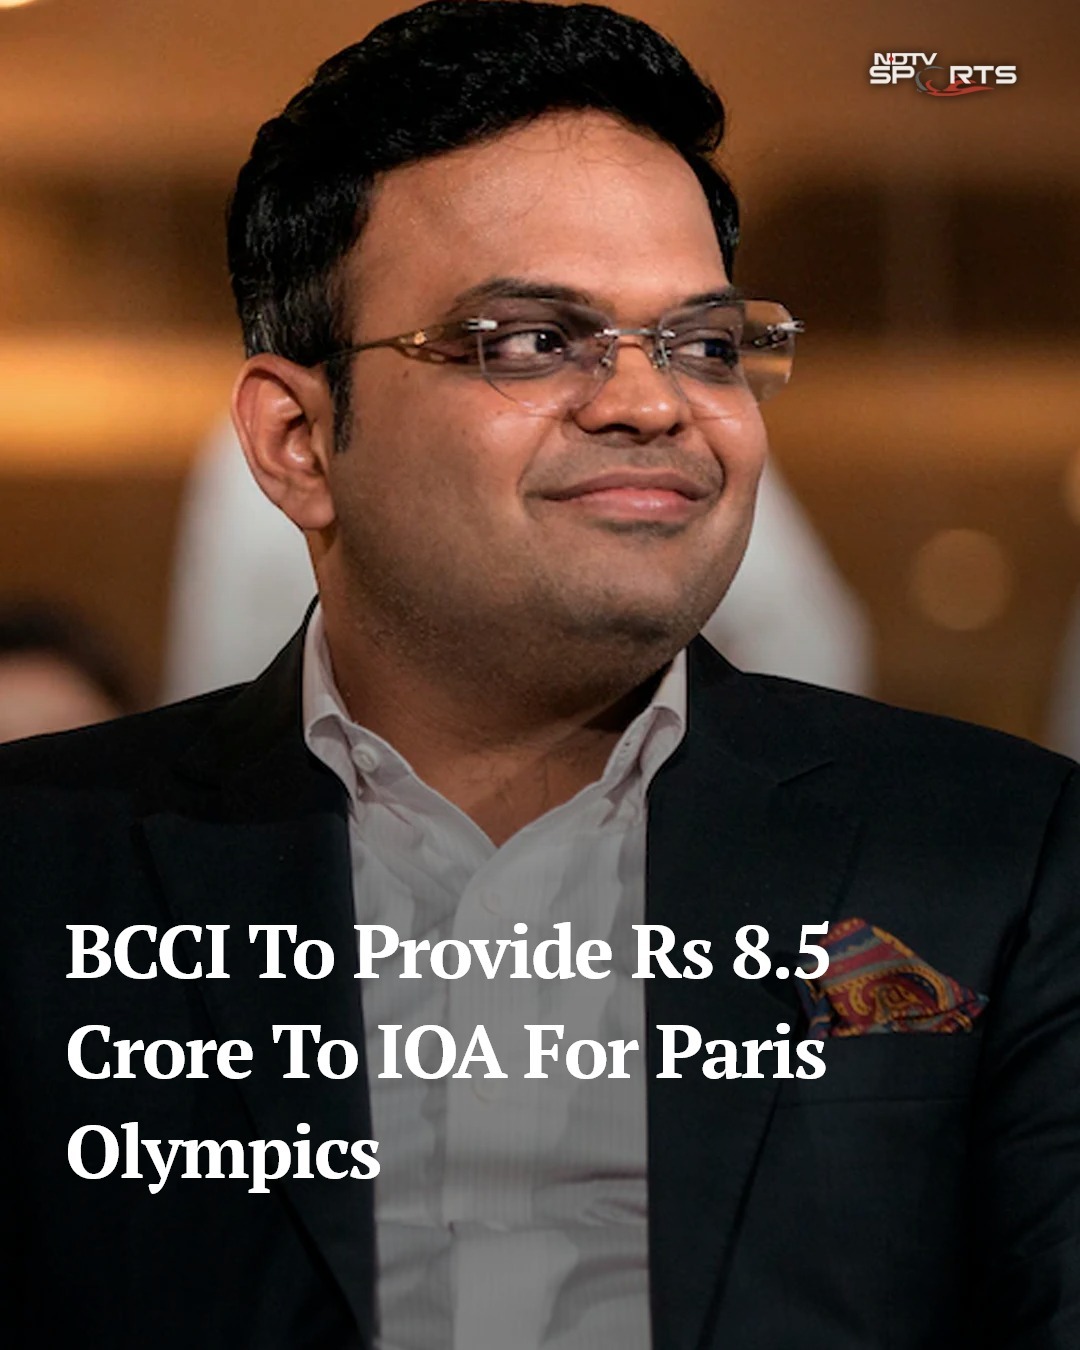 NDTV
SPORTS
BCCI To Provide Rs 8.5
Crore To IOA For Paris
Olympics